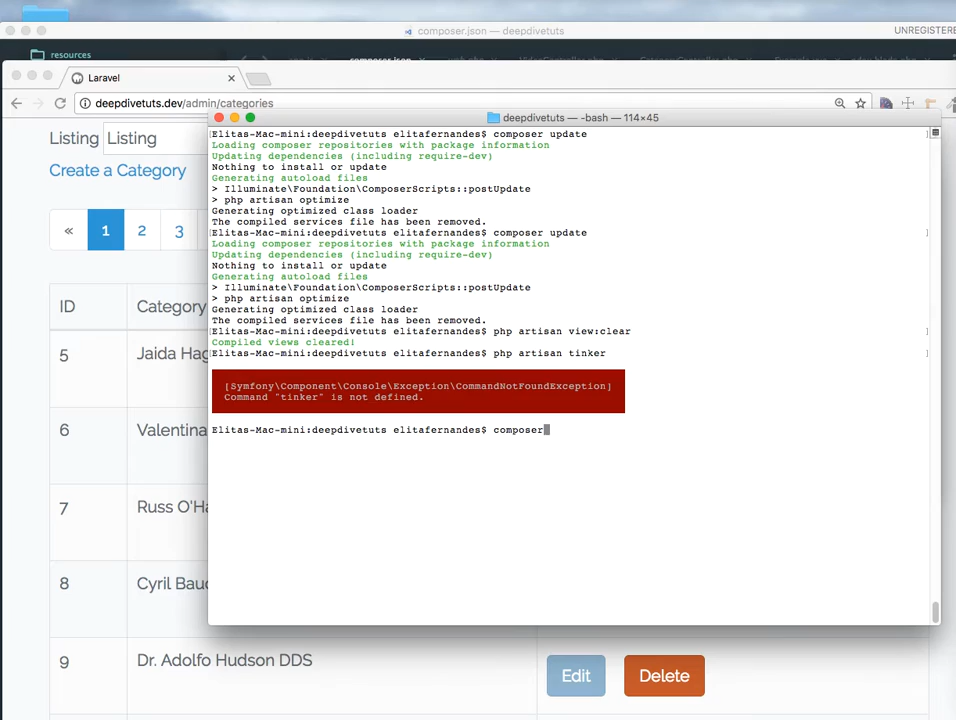 composer.json — deepdivetuts
UNREGISTERE
resources
composer.json
Laravel
deepdivetuts.dev/admin/categories
deepdivetuts — -bash — 114×45
Listing Listing
Create a Category
« 1 2 3
ID Category
5 Jaida Hag
6 Valentina
7 Russ O'Ha
8 Cyril Bauc
9 Dr. Adolfo Hudson DDS Edit Delete
Elitas-Mac-mini:deepdivetuts elitafernandes$ composer update
Loading composer repositories with package information
Updating dependencies (including require-dev)
Nothing to install or update
Generating autoload files
> Illuminate\Foundation\ComposerScripts::postUpdate
> php artisan optimize
Generating optimized class loader
The compiled services file has been removed.
Elitas-Mac-mini:deepdivetuts elitafernandes$ composer update
Loading composer repositories with package information
Updating dependencies (including require-dev)
Nothing to install or update
Generating autoload files
> Illuminate\Foundation\ComposerScripts::postUpdate
> php artisan optimize
Generating optimized class loader
The compiled services file has been removed.
Elitas-Mac-mini:deepdivetuts elitafernandes$ php artisan view:clear
Compiled views cleared!
Elitas-Mac-mini:deepdivetuts elitafernandes$ php artisan tinker
[Symfony\Component\Console\Exception\CommandNotFoundException]
Command "tinker" is not defined.
Elitas-Mac-mini:deepdivetuts elitafernandes$ composer